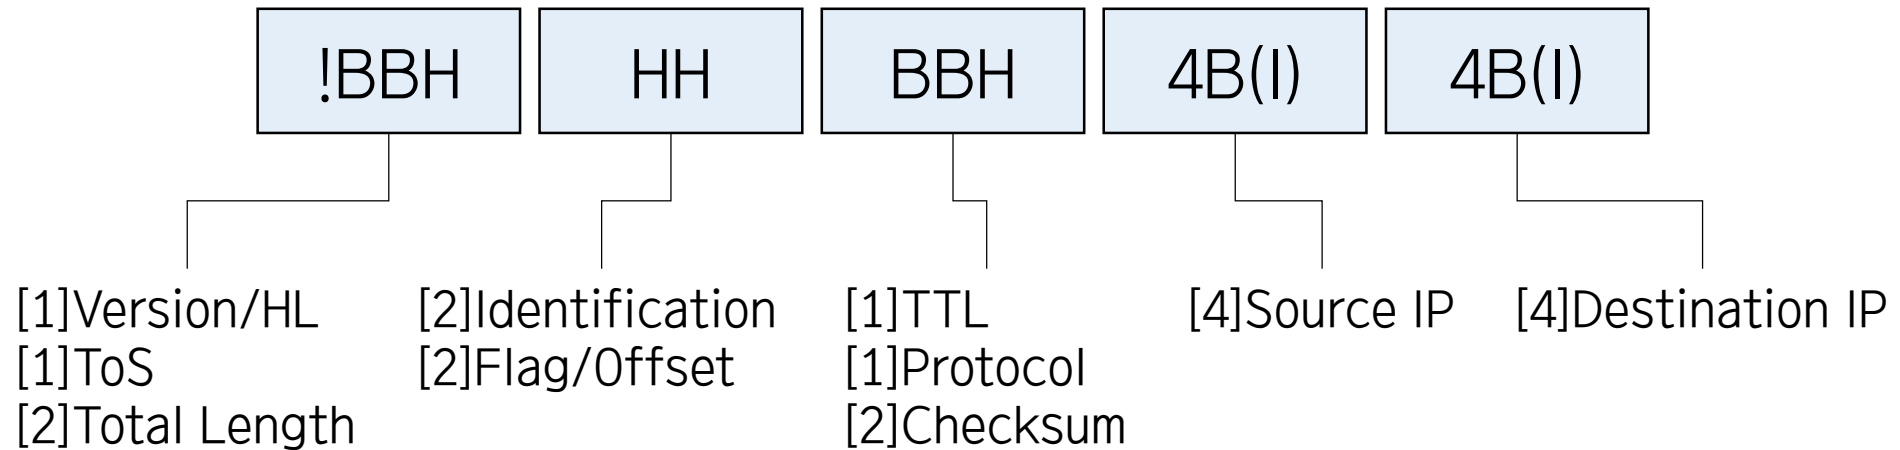 !BBH
HH
BBH
4B(I)
4B(I)
[1]Version/HL
[1]ToS
[2]Total Length
[2]Identification
[2]Flag/Offset
[1]TTL
[1]Protocol
[2]Checksum
[4]Source IP
[4]Destination IP